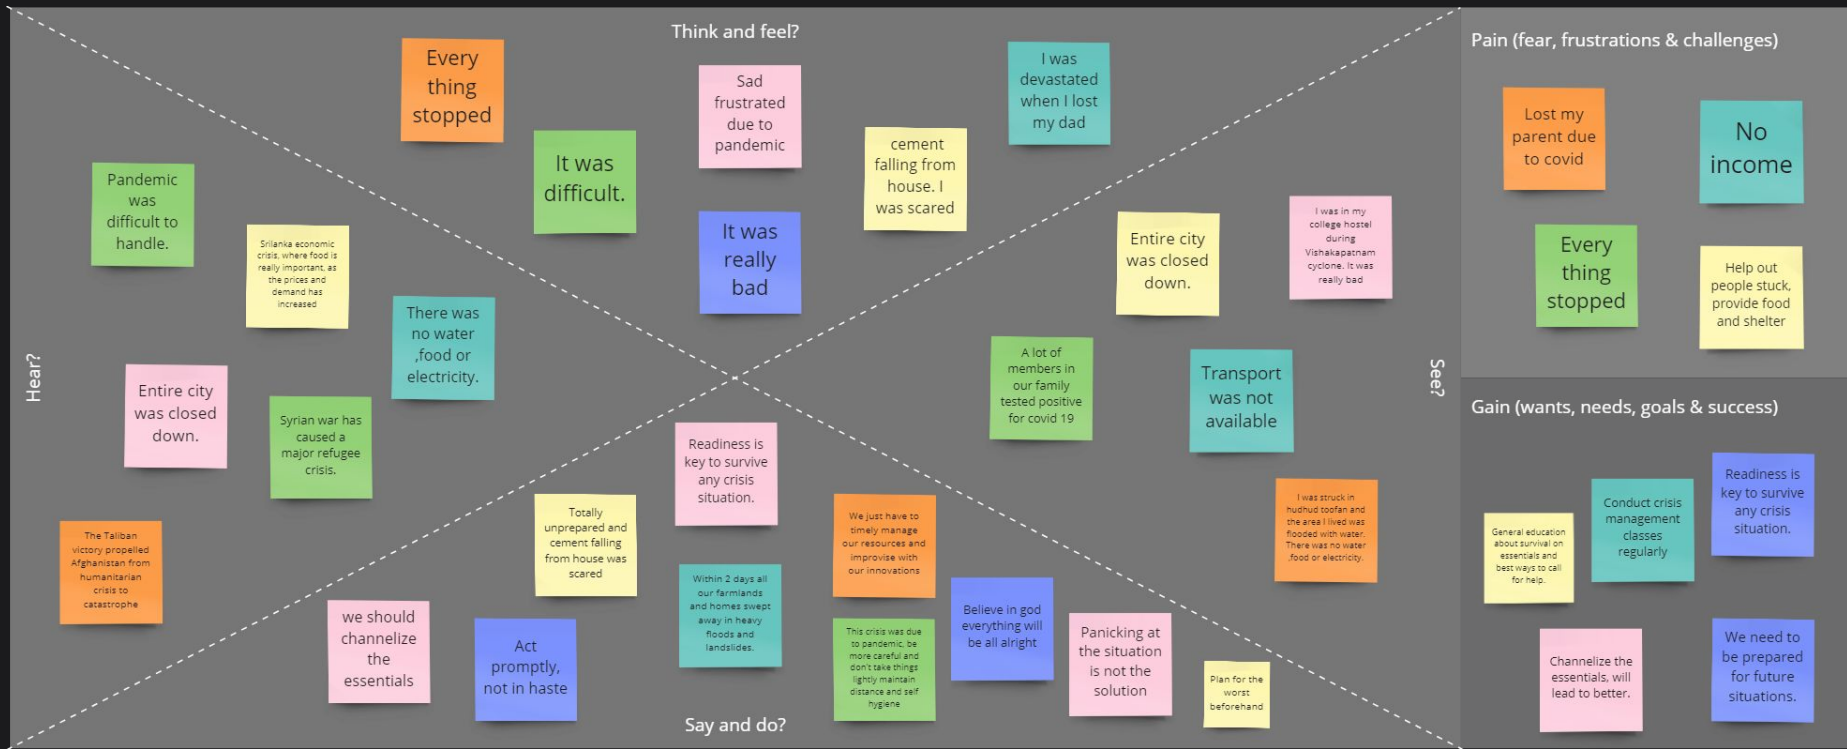 Think and feel?
Every
thing
stopped
It was
difficult.
Sad
frustrated
due to
pandemic
It was
really
bad
cement
falling from
house. I
was scared
I was
devastated
when I lost
my dad
Hear?
Pandemic
was
difficult to
handle.
Srilanka economic
crisis, where food is
really important, as
the prices and
demand has
increased
There was
no water
,food or
electricity.
Entire city
was closed
down.
Syrian war has
caused a
major refugee
crisis.
The Taliban
victory propelled
Afghanistan from
humanitarian
crisis to
catastrophe
See?
Entire city
was closed
down.
I was in my
college hostel
during
Vishakapatnam
cyclone. It was
really bad
A lot of
members in
our family
tested positive
for covid 19
Transport
was not
available
I was struck in
hudhud toofan and
the area I lived was
flooded with water.
There was no water
,food or electricity.
Say and do?
Readiness is
key to survive
any crisis
situation.
Totally
unprepared and
cement falling
from house was
scared
We just have to
timely manage
our resources and
improvise with
our innovations
Within 2 days all
our farmlands
and homes swept
away in heavy
floods and
landslides.
we should
channelize
the
essentials
Act
promptly,
not in haste
This crisis was due
to pandemic, be
more careful and
don't take things
lightly maintain
distance and self
hygiene
Believe in god
everything will
be all alright
Panicking at
the situation
is not the
solution
Plan for the
worst
beforehand
Pain (fear, frustrations & challenges)
Lost my
parent due
to covid
No
income
Every
thing
stopped
Help out
people stuck,
provide food
and shelter
Gain (wants, needs, goals & success)
General education
about survival on
essentials and
best ways to call
for help.
Conduct crisis
management
classes
regularly
Readiness is
key to survive
any crisis
situation.
Channelize the
essentials, will
lead to better.
We need to
be prepared
for future
situations.